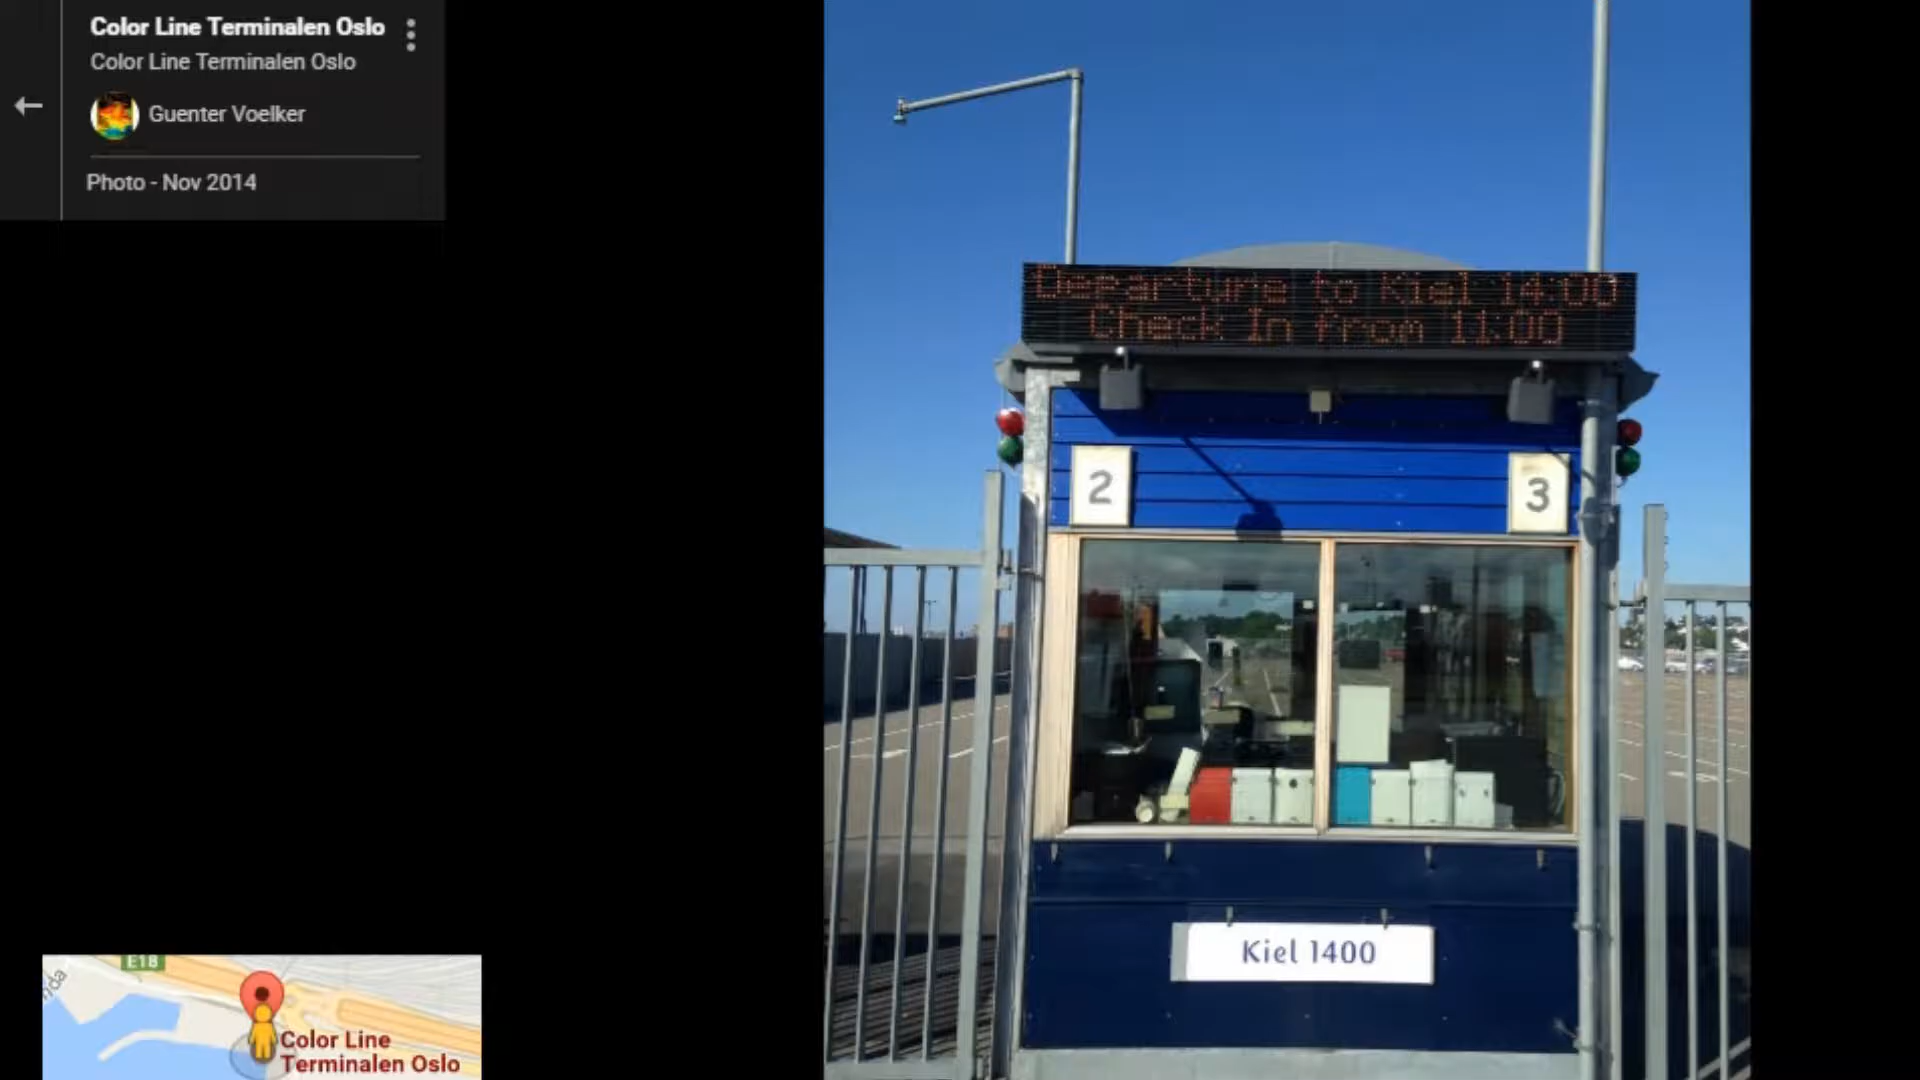 Color Line Terminalen Oslo
Color Line Terminalen Oslo
Guenter Voelker
Photo - Nov 2014
Departure to Kiel 14:00
Check In from 11:00
2
3
Kiel 1400
E18
Color Line
Terminalen Oslo